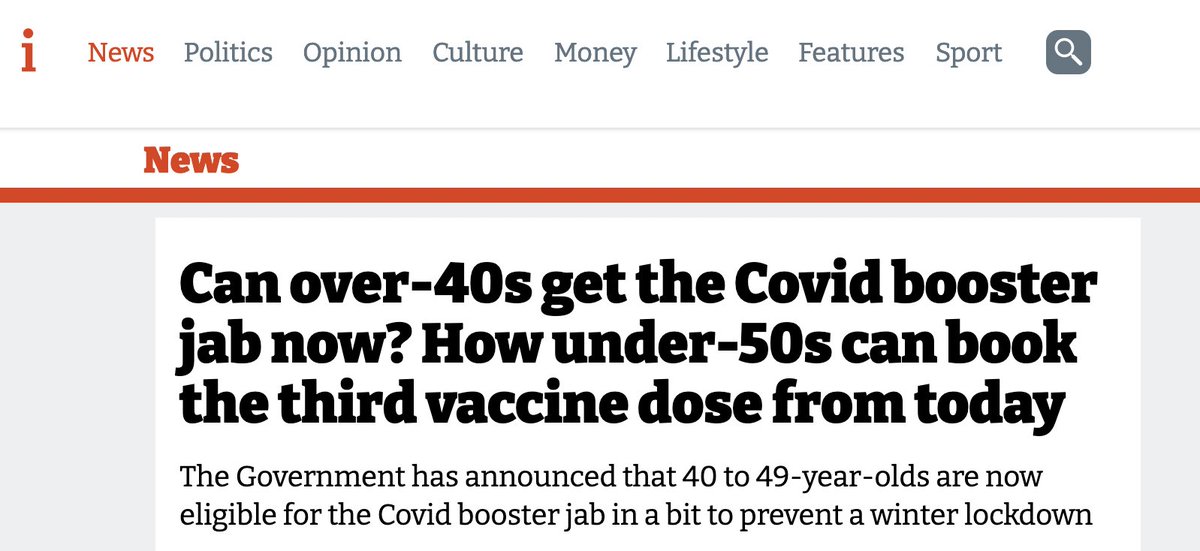 i News Politics Opinion Culture Money Lifestyle Features Sport
News
Can over-40s get the Covid booster
jab now? How under-50s can book
the third vaccine dose from today
The Government has announced that 40 to 49-year-olds are now
eligible for the Covid booster jab in a bit to prevent a winter lockdown